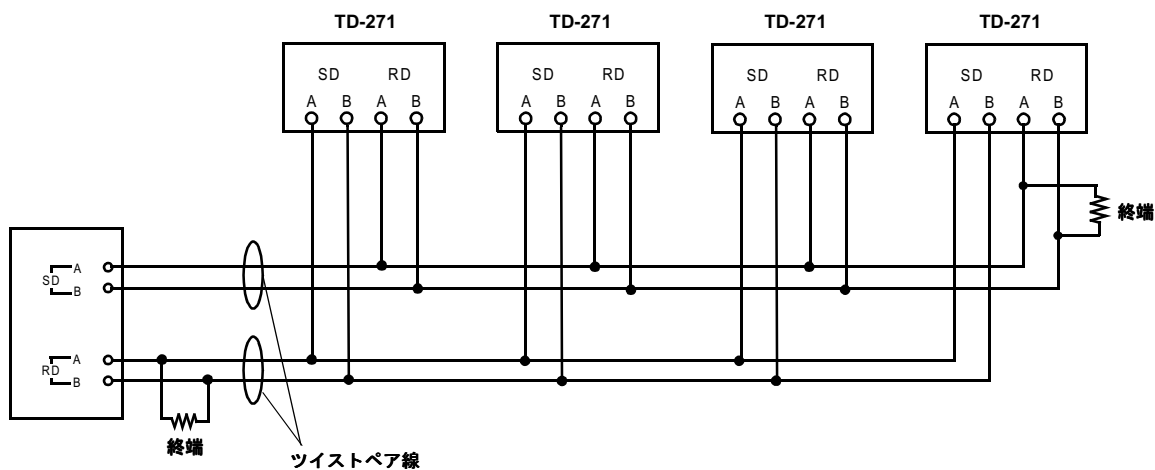 TD-271 TD-271 TD-271 TD-271
SD RD SD RD SD RD SD RD
A B A B A B A B A B A B A B A B
終端
A
SD
B
A
RD
B
終端
ツイストペア線